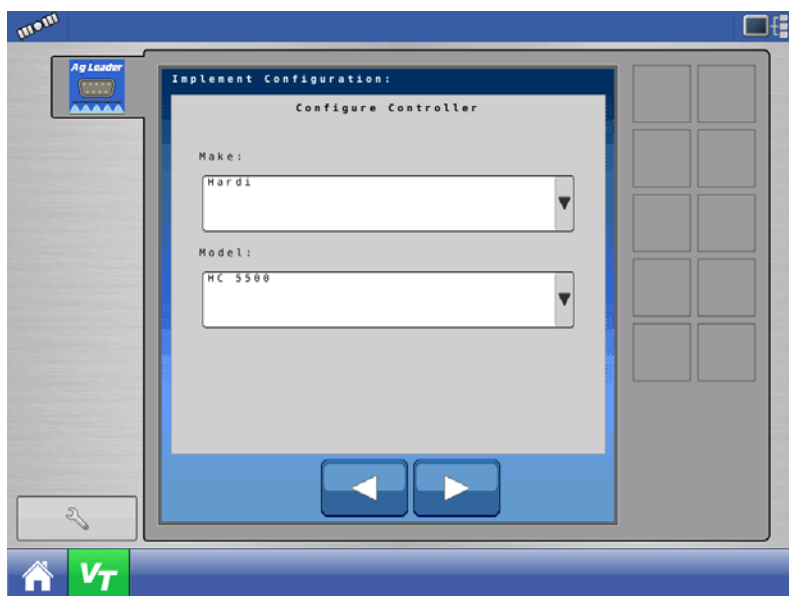 Ag Leader
Implement Configuration:
Configure Controller
Make:
Hardi
Model:
HC 5500
VT